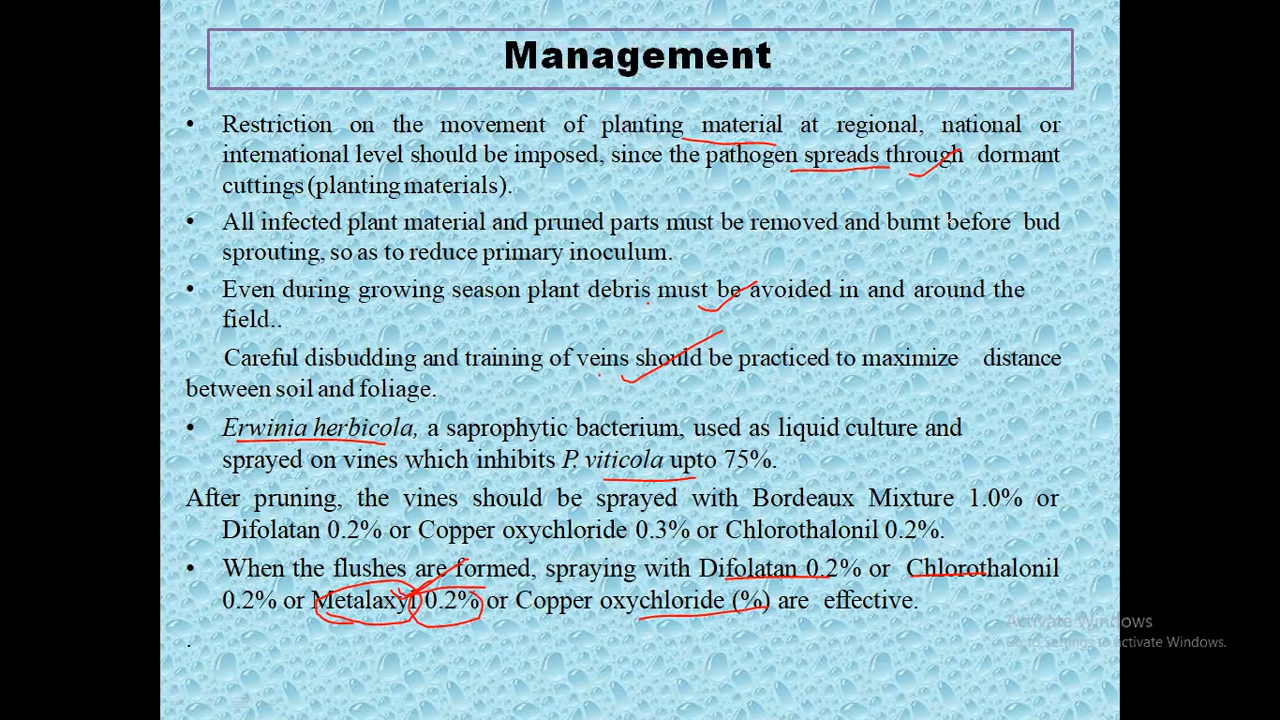 Management
• Restriction on the movement of planting material at regional, national or
international level should be imposed, since the pathogen spreads through dormant
cuttings (planting materials).
• All infected plant material and pruned parts must be removed and burnt before bud
sprouting, so as to reduce primary inoculum.
• Even during growing season plant debris must be avoided in and around the
field..
Careful disbudding and training of veins should be practiced to maximize distance
between soil and foliage.
• Erwinia herbicola, a saprophytic bacterium, used as liquid culture and
sprayed on vines which inhibits P. viticola upto 75%.
After pruning, the vines should be sprayed with Bordeaux Mixture 1.0% or
Difolatan 0.2% or Copper oxychloride 0.3% or Chlorothalonil 0.2%.
• When the flushes are formed, spraying with Difolatan 0.2% or Chlorothalonil
0.2% or Metalaxyl 0.2% or Copper oxychloride (%) are effective.
.
Activate Windows
Go to Settings to activate Windows.